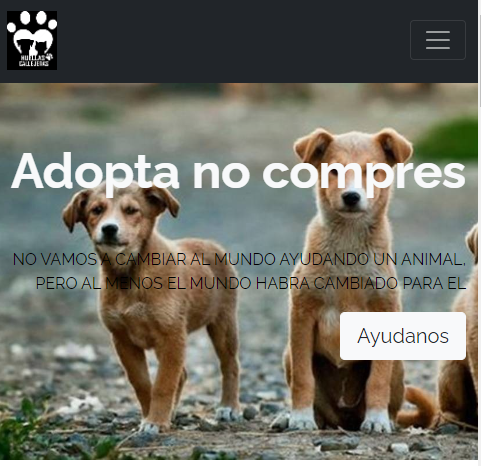 HUELLAS
CALLEJERAS
Adopta no compres
NO VAMOS A CAMBIAR AL MUNDO AYUDANDO UN ANIMAL,
PERO AL MENOS EL MUNDO HABRA CAMBIADO PARA EL
Ayudanos